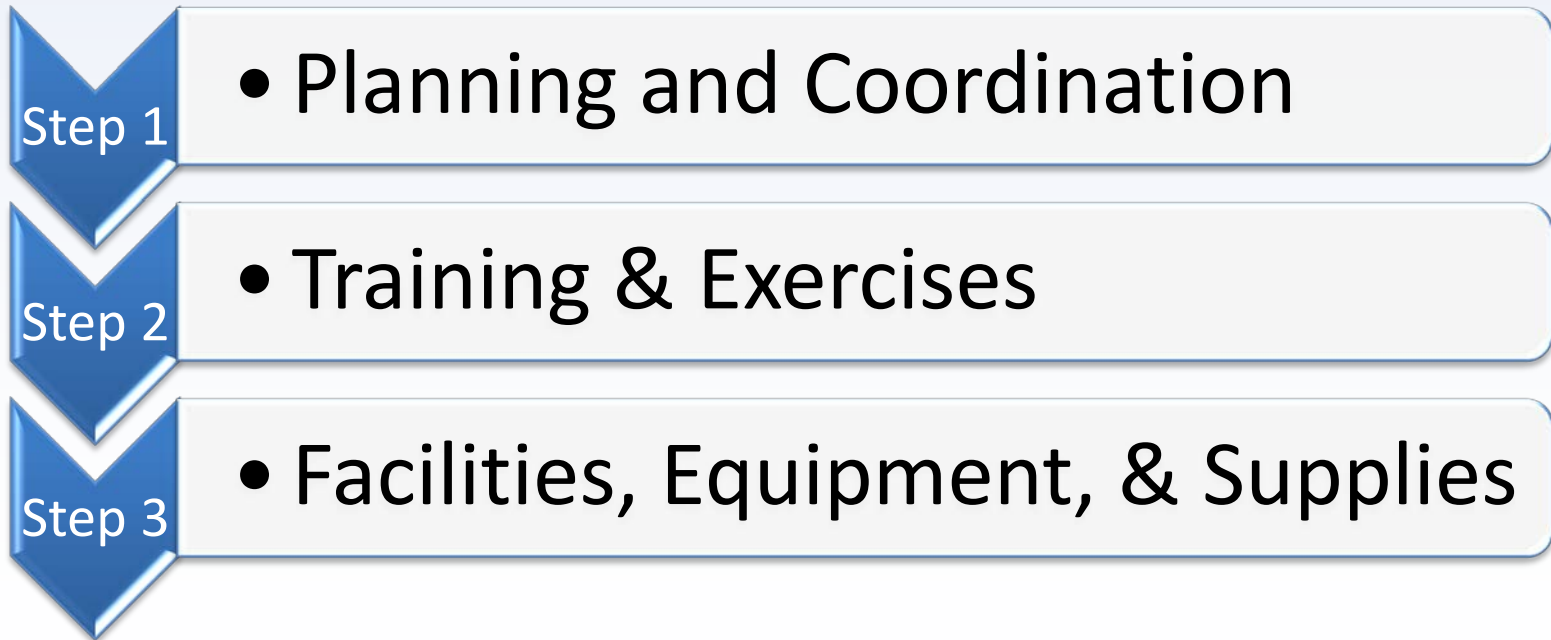 Step 1
• Planning and Coordination
Step 2
• Training & Exercises
Step 3
• Facilities, Equipment, & Supplies